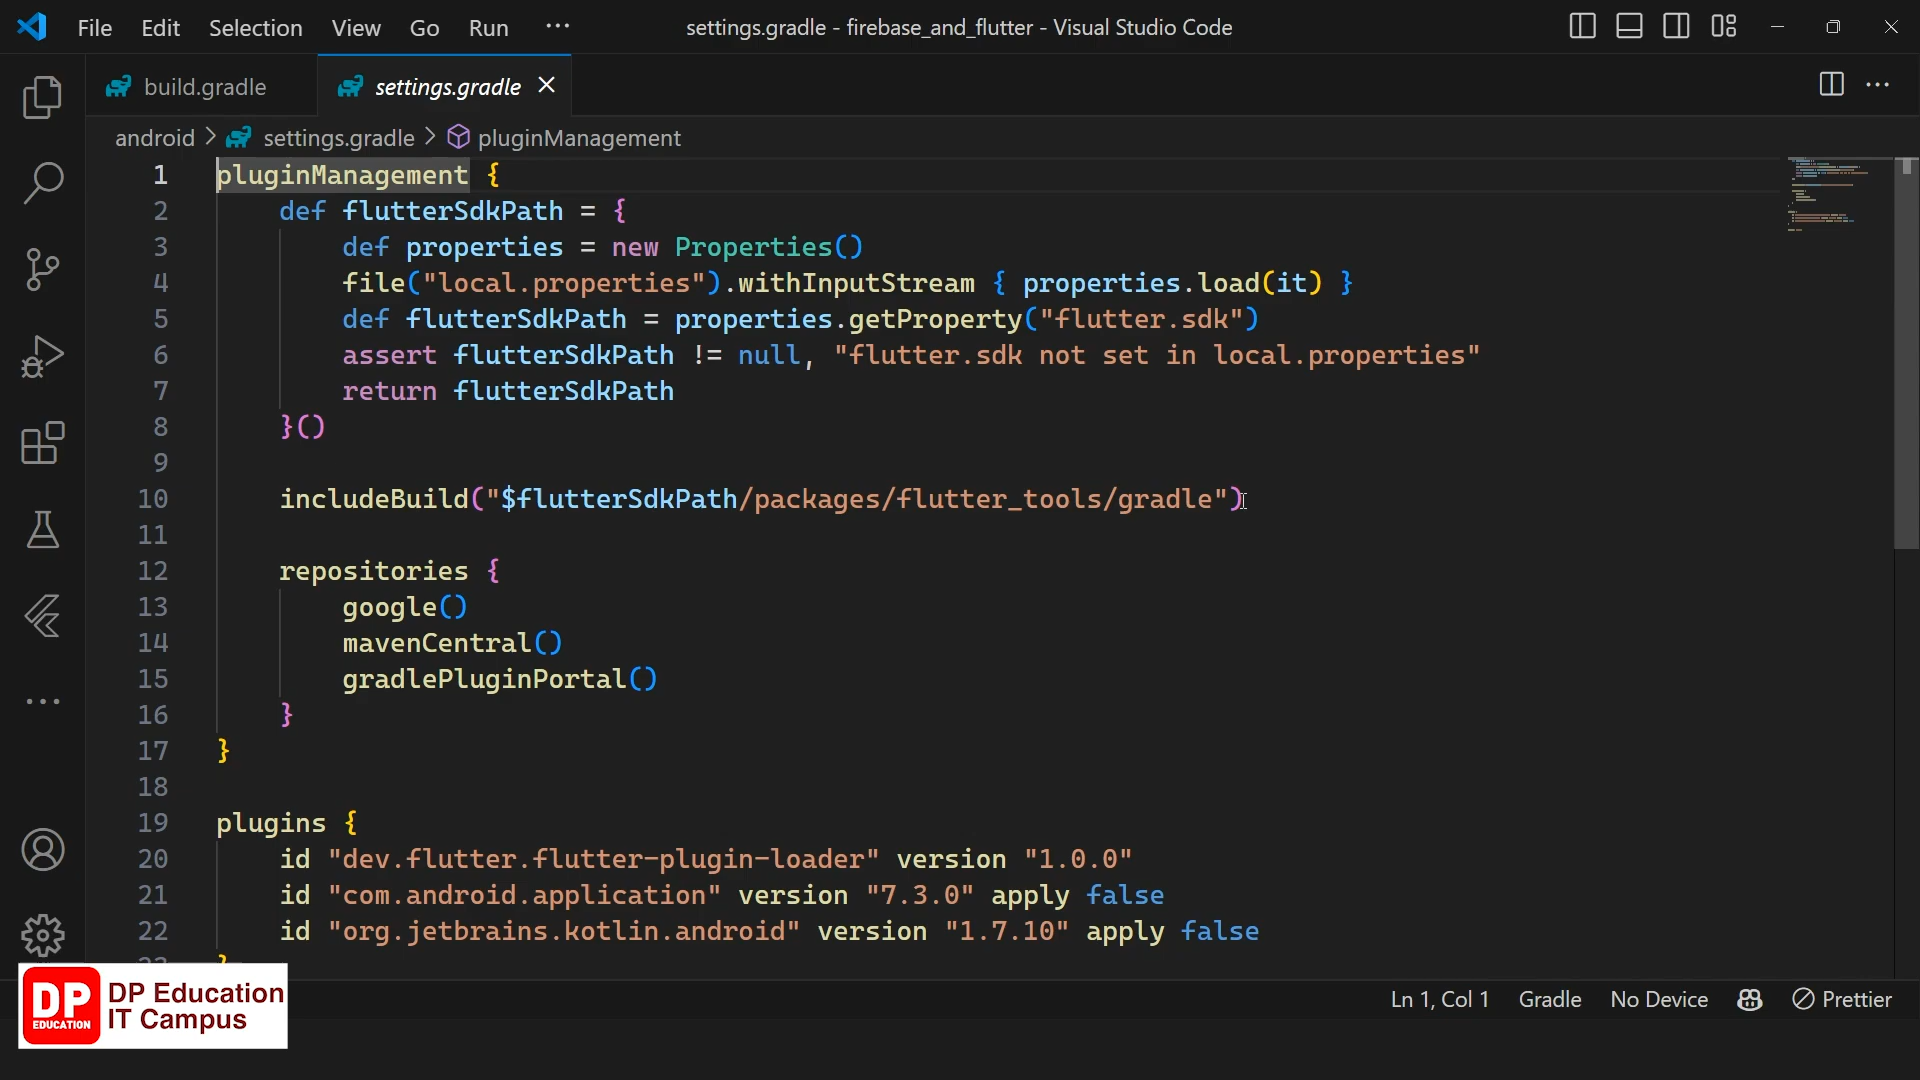 File Edit Selection View Go Run ··· settings.gradle - firebase_and_flutter - Visual Studio Code
build.gradle settings.gradle
android > settings.gradle > pluginManagement
1 pluginManagement {
2 def flutterSdkPath = {
3 def properties = new Properties()
4 file("local.properties").withInputStream { properties.load(it) }
5 def flutterSdkPath = properties.getProperty("flutter.sdk")
6 assert flutterSdkPath != null, "flutter.sdk not set in local.properties"
7 return flutterSdkPath
8 }()
9
10 includeBuild("$flutterSdkPath/packages/flutter_tools/gradle")
11
12 repositories {
13 google()
14 mavenCentral()
15 gradlePluginPortal()
16 }
17 }
18
19 plugins {
20 id "dev.flutter.flutter-plugin-loader" version "1.0.0"
21 id "com.android.application" version "7.3.0" apply false
22 id "org.jetbrains.kotlin.android" version "1.7.10" apply false
23 }
DP EDUCATION
DP Education
IT Campus
Ln 1, Col 1 Gradle No Device Prettier